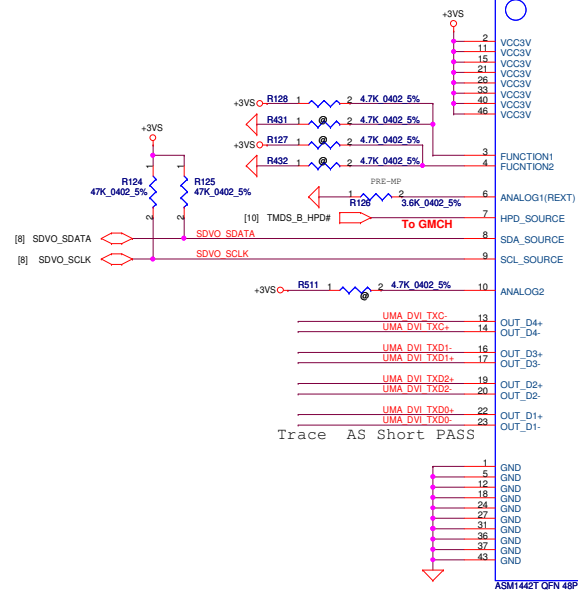 +3VS
2 VCC3V
11 VCC3V
15 VCC3V
21 VCC3V
26 VCC3V
33 VCC3V
40 VCC3V
46 VCC3V
+3VS R128 1 2 4.7K_0402_5%
R431 1 @ 2 4.7K_0402_5%
+3VS R127 1 @ 2 4.7K_0402_5%
R432 1 @ 2 4.7K_0402_5%
3 FUNCTION1
4 FUCNTION2
+3VS
PRE-MP
1 2
R126 3.6K_0402_5%
6 ANALOG1(REXT)
1 1
R124 R125
47K_0402_5% 47K_0402_5%
2 2
[10] TMDS_B_HPD# To GMCH 7 HPD_SOURCE
[8] SDVO_SDATA SDVO_SDATA 8 SDA_SOURCE
[8] SDVO_SCLK SDVO_SCLK 9 SCL_SOURCE
+3VS R511 1 @ 2 4.7K_0402_5% 10 ANALOG2
UMA_DVI_TXC- 13 OUT_D4+
UMA_DVI_TXC+ 14 OUT_D4-
UMA_DVI_TXD1- 16 OUT_D3+
UMA_DVI_TXD1+ 17 OUT_D3-
UMA_DVI_TXD2+ 19 OUT_D2+
UMA_DVI_TXD2- 20 OUT_D2-
UMA_DVI_TXD0+ 22 OUT_D1+
UMA_DVI_TXD0- 23 OUT_D1-
Trace AS Short PASS
1 GND
5 GND
12 GND
18 GND
24 GND
27 GND
31 GND
36 GND
37 GND
43 GND
ASM1442T QFN 48P